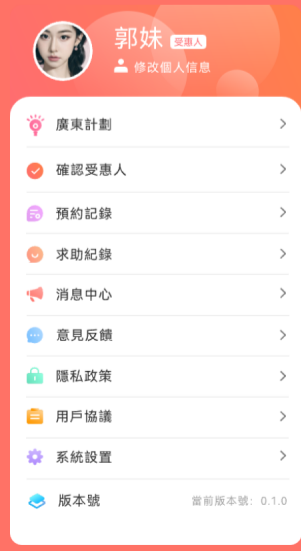 郭妹 受惠人
修改個人信息
廣東計劃
確認受惠人
預約記錄
求助紀錄
消息中心
意見反饋
隱私政策
用戶協議
系統設置
版本號 當前版本號: 0.1.0